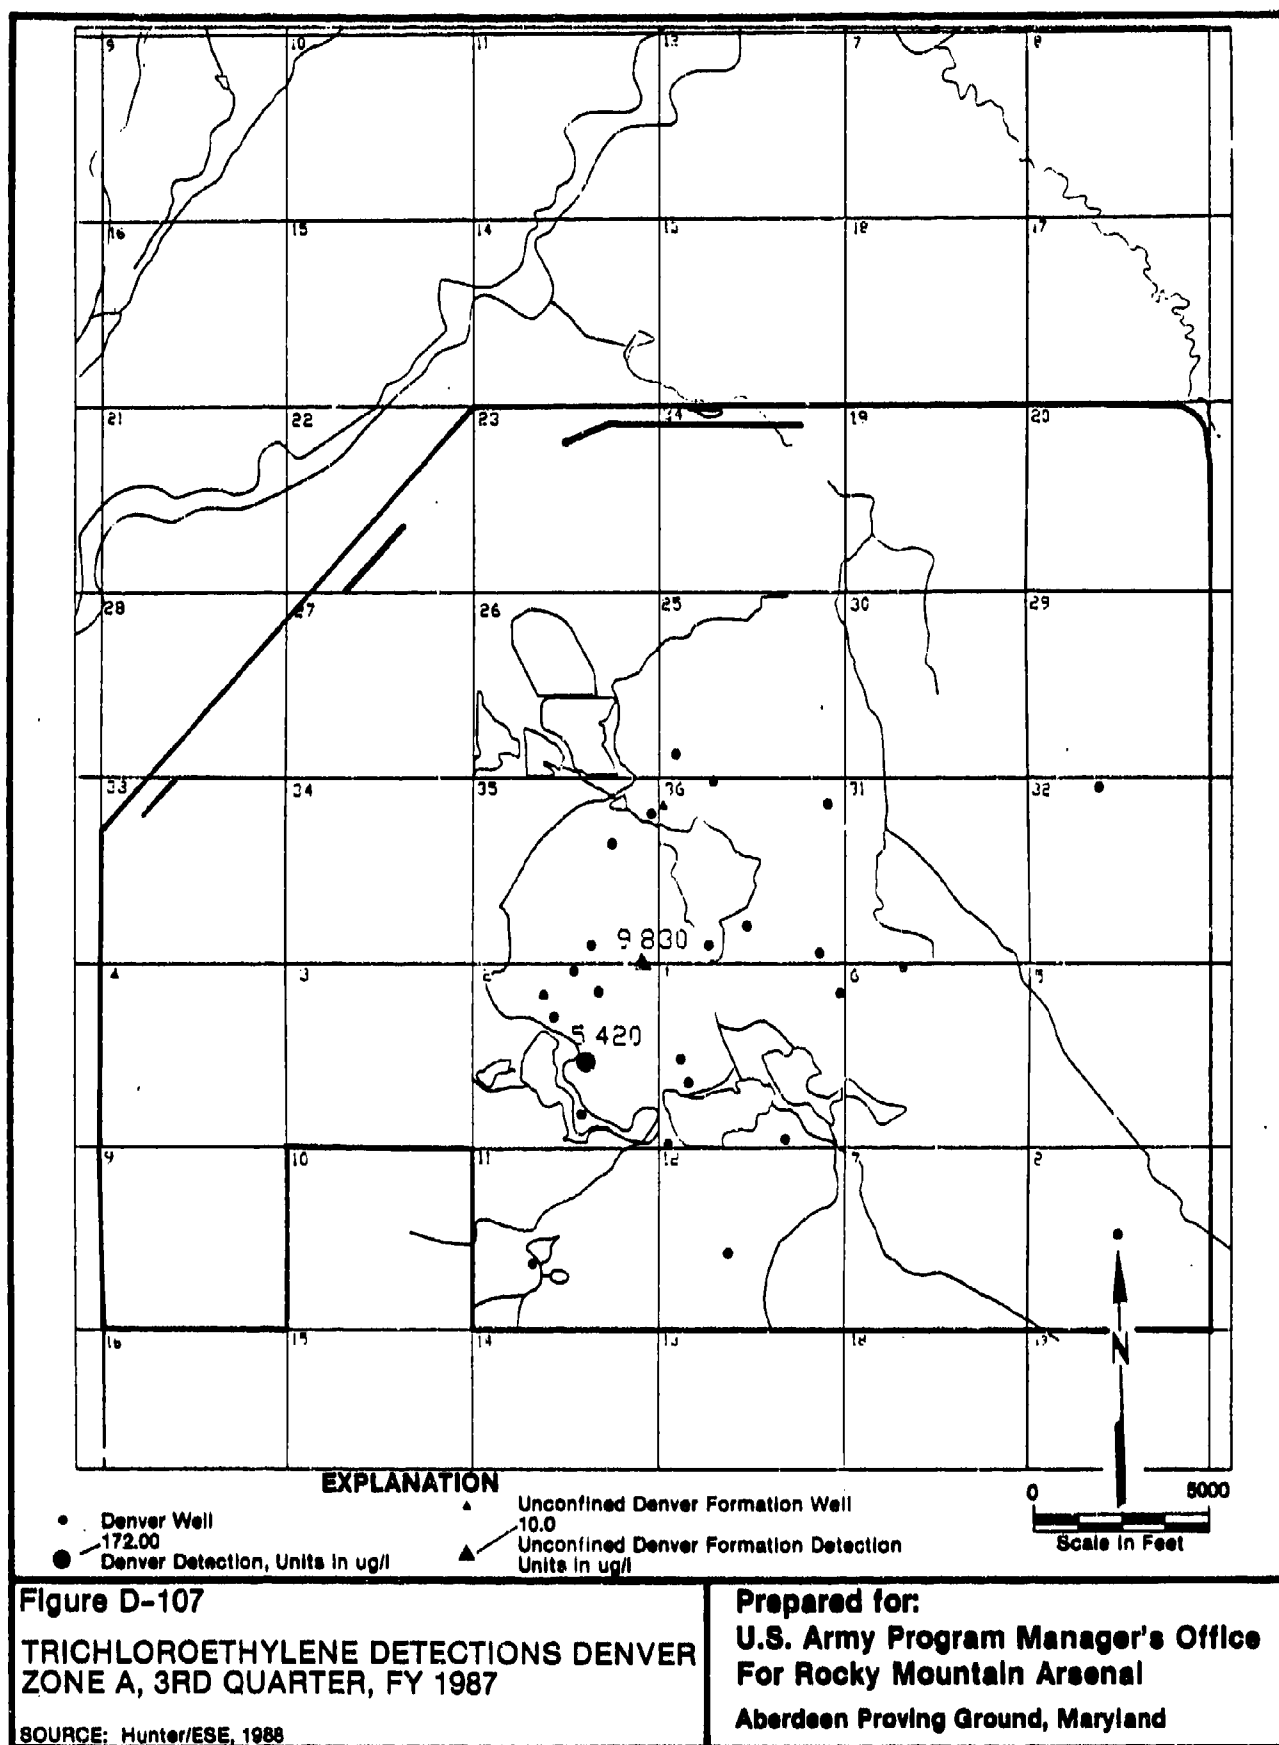 9 10 11 12 7 8
16 15 14 13 18 17
21 22 23 24 19 20
28 27 26 25 30 29
33 34 35 36 31 32
9 830
4 3 2 1 6 5
5 420
9 10 11 12 7
N
16 15 14 13 18
EXPLANATION
Denver Well
172.00
Denver Detection, Units in ug/l
Unconfined Denver Formation Well
10.0
Unconfined Denver Formation Detection
Units in ug/l
0 5000
Scale in Feet
Figure D-107
TRICHLOROETHYLENE DETECTIONS DENVER
ZONE A, 3RD QUARTER, FY 1987
SOURCE: Hunter/ESE, 1988
Prepared for:
U.S. Army Program Manager's Office
For Rocky Mountain Arsenal
Aberdeen Proving Ground, Maryland